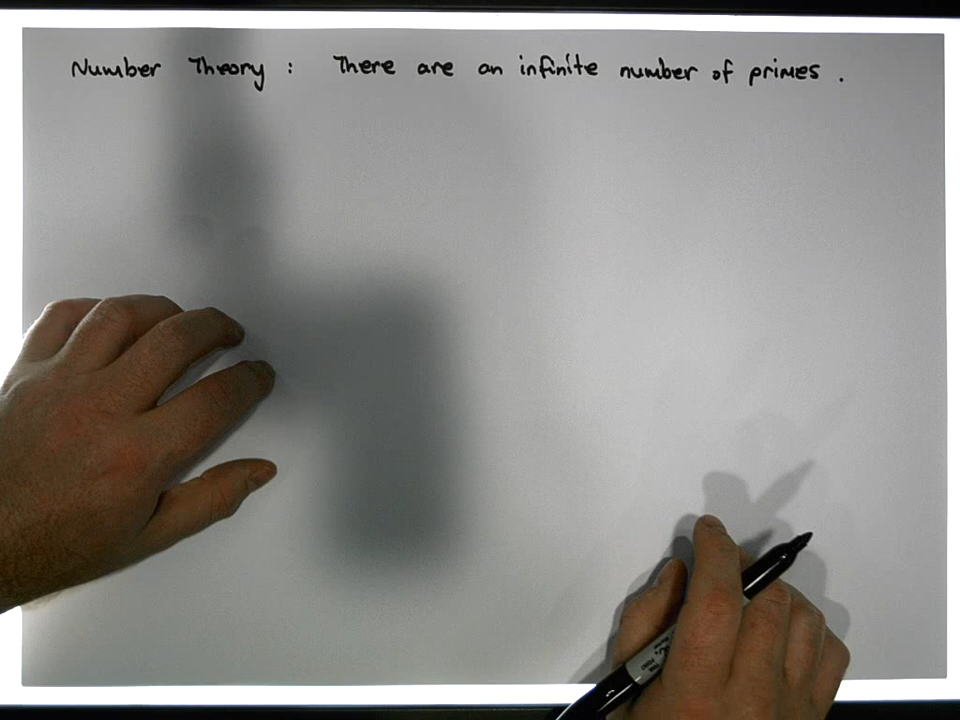 Number Theory : There are an infinite number of primes .